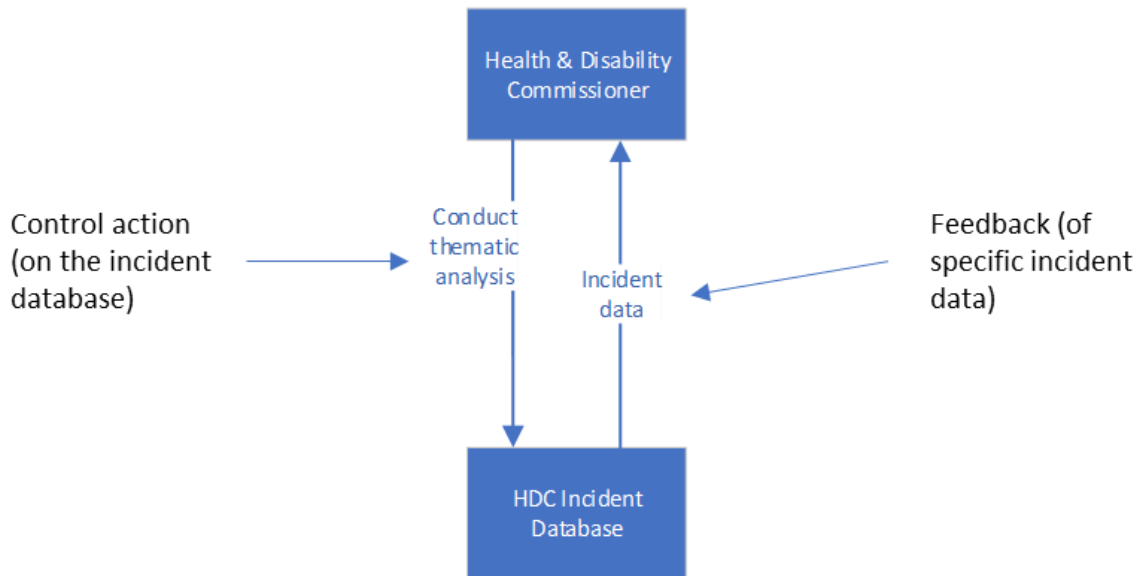 Health & Disability
Commissioner
Control action
(on the incident
database)
Conduct
thematic
analysis
Incident
data
Feedback (of
specific incident
data)
HDC Incident
Database